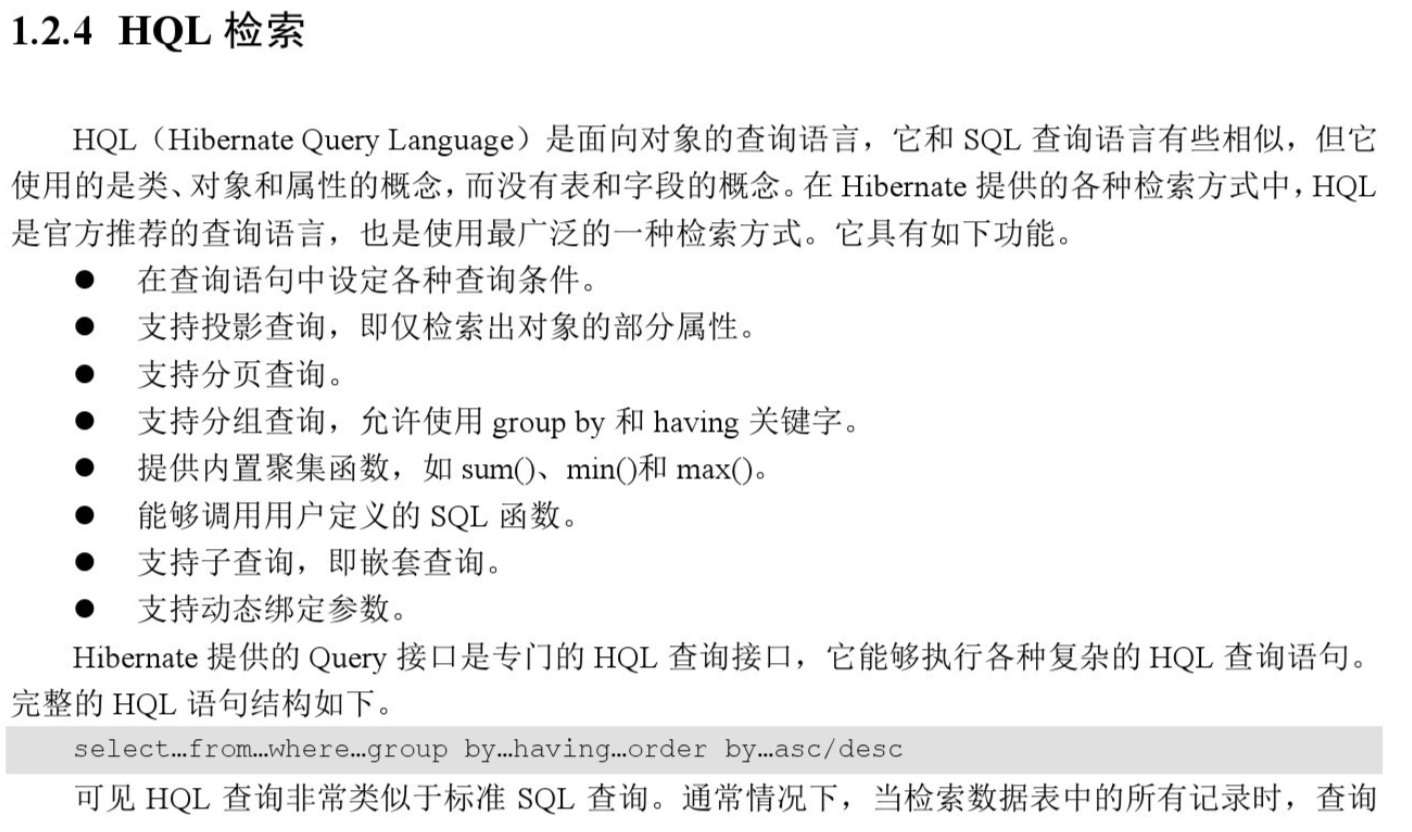 1.2.4 HQL 检索
HQL（Hibernate Query Language）是面向对象的查询语言，它和 SQL 查询语言有些相似，但它
使用的是类、对象和属性的概念，而没有表和字段的概念。在 Hibernate 提供的各种检索方式中，HQL
是官方推荐的查询语言，也是使用最广泛的一种检索方式。它具有如下功能。
● 在查询语句中设定各种查询条件。
● 支持投影查询，即仅检索出对象的部分属性。
● 支持分页查询。
● 支持分组查询，允许使用 group by 和 having 关键字。
● 提供内置聚集函数，如 sum()、min()和 max()。
● 能够调用用户定义的 SQL 函数。
● 支持子查询，即嵌套查询。
● 支持动态绑定参数。
Hibernate 提供的 Query 接口是专门的 HQL 查询接口，它能够执行各种复杂的 HQL 查询语句。
完整的 HQL 语句结构如下。
select…from…where…group by…having…order by…asc/desc
可见 HQL 查询非常类似于标准 SQL 查询。通常情况下，当检索数据表中的所有记录时，查询